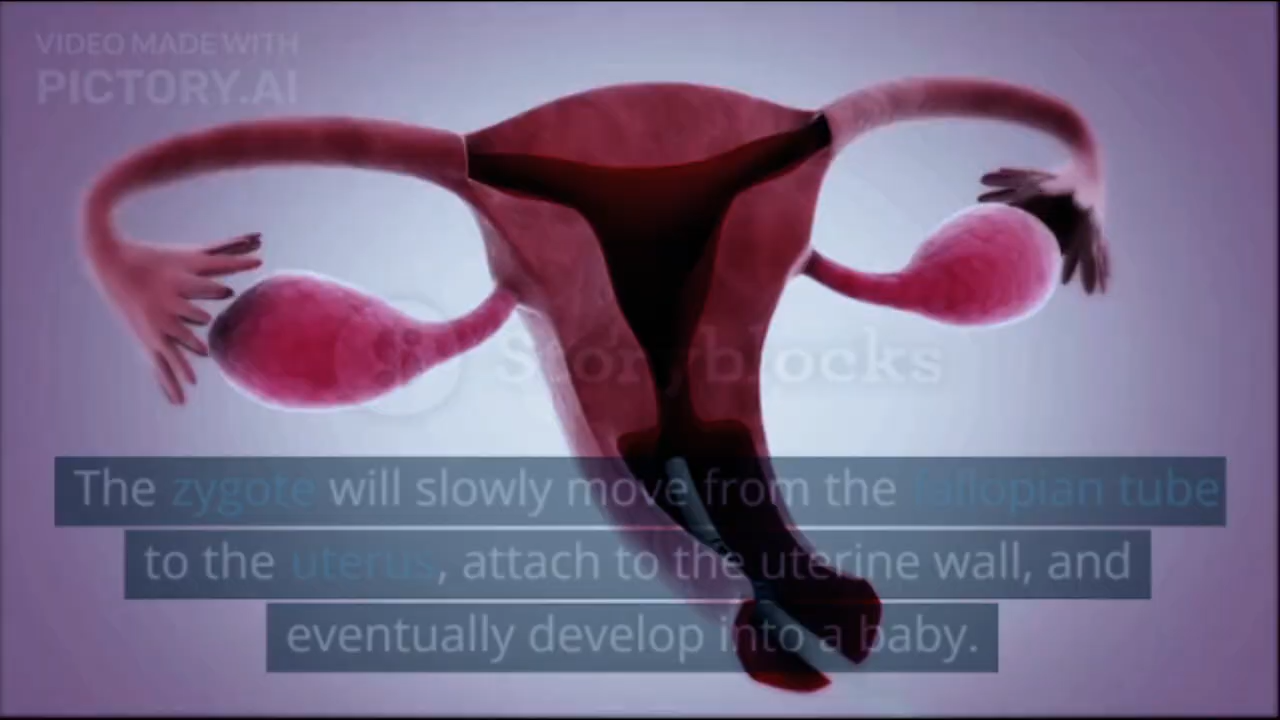 VIDEO MADE WITH
PICTORY.AI
Storyblocks
The zygote will slowly move from the fallopian tube
to the uterus, attach to the uterine wall, and
eventually develop into a baby.